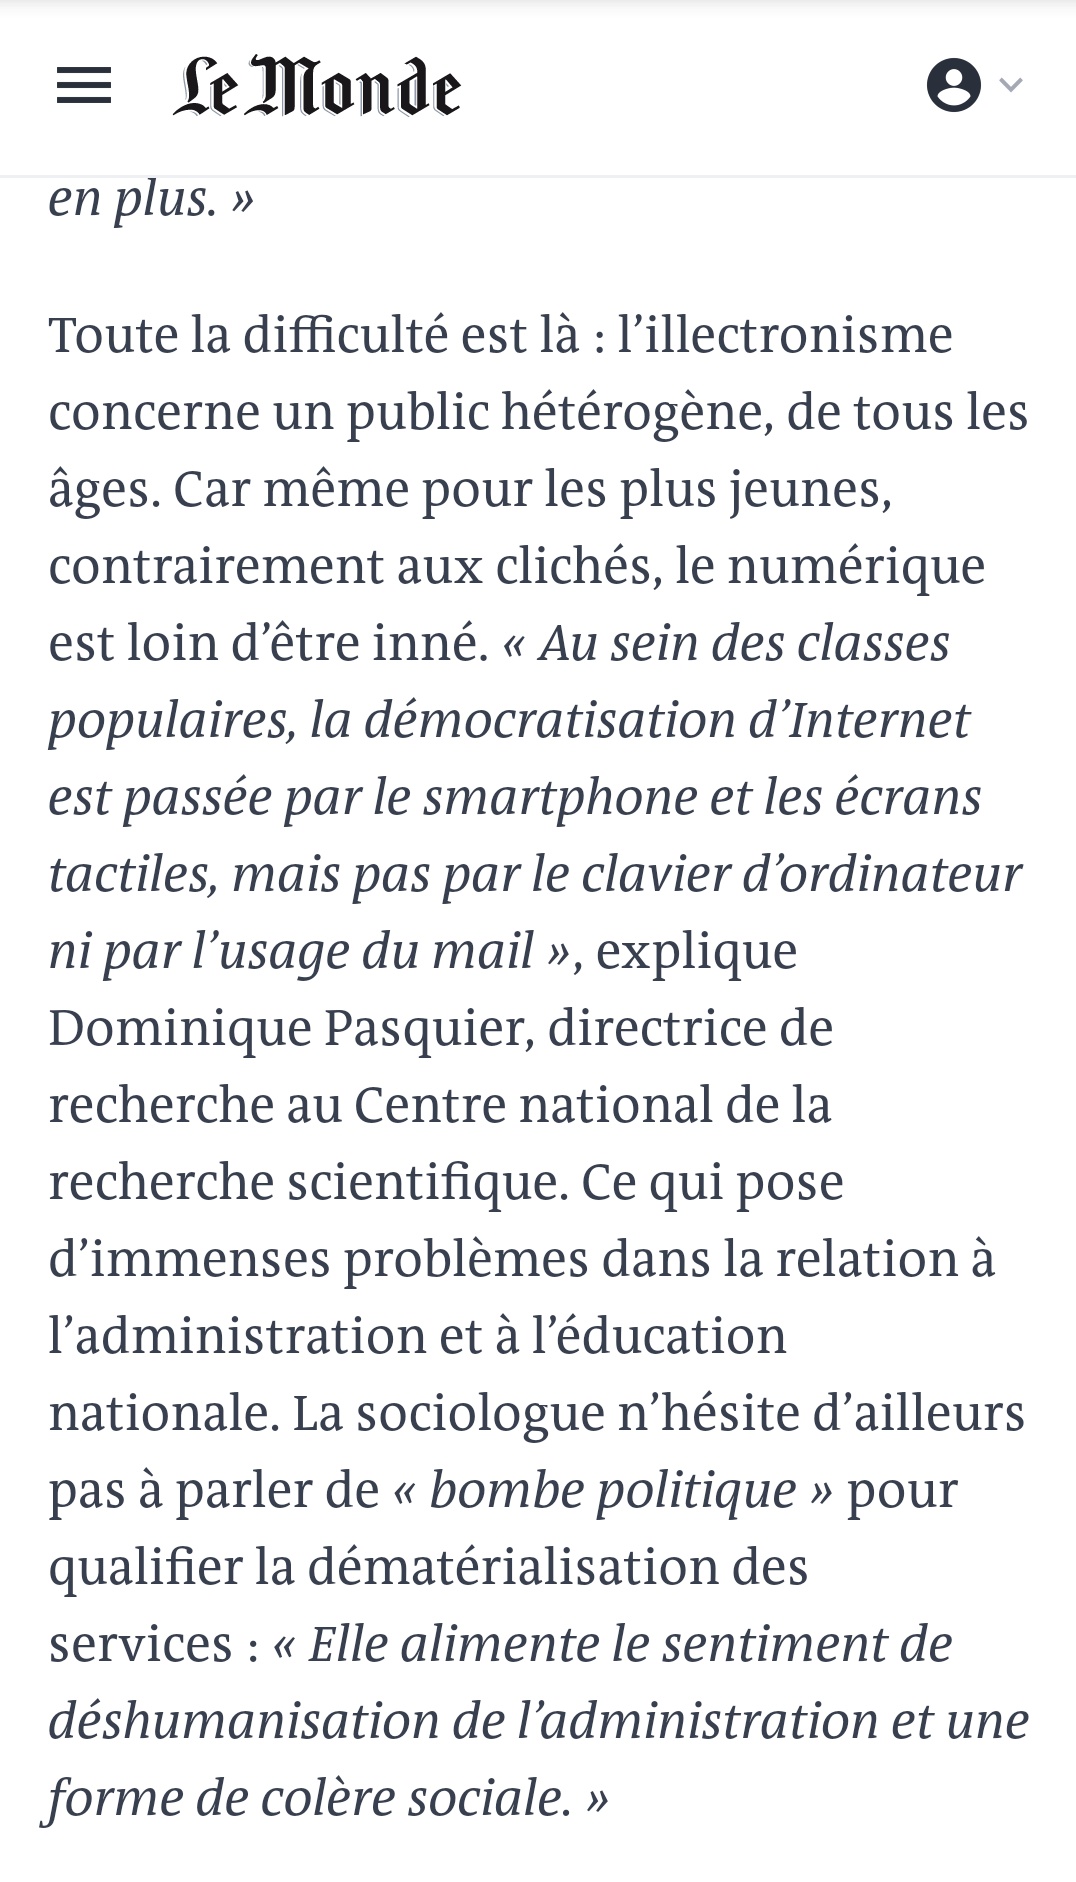 Le Monde
en plus. »
Toute la difficulté est là : l’illectronisme
concerne un public hétérogène, de tous les
âges. Car même pour les plus jeunes,
contrairement aux clichés, le numérique
est loin d’être inné. « Au sein des classes
populaires, la démocratisation d’Internet
est passée par le smartphone et les écrans
tactiles, mais pas par le clavier d’ordinateur
ni par l’usage du mail », explique
Dominique Pasquier, directrice de
recherche au Centre national de la
recherche scientifique. Ce qui pose
d’immenses problèmes dans la relation à
l’administration et à l’éducation
nationale. La sociologue n’hésite d’ailleurs
pas à parler de « bombe politique » pour
qualifier la dématérialisation des
services : « Elle alimente le sentiment de
déshumanisation de l’administration et une
forme de colère sociale. »